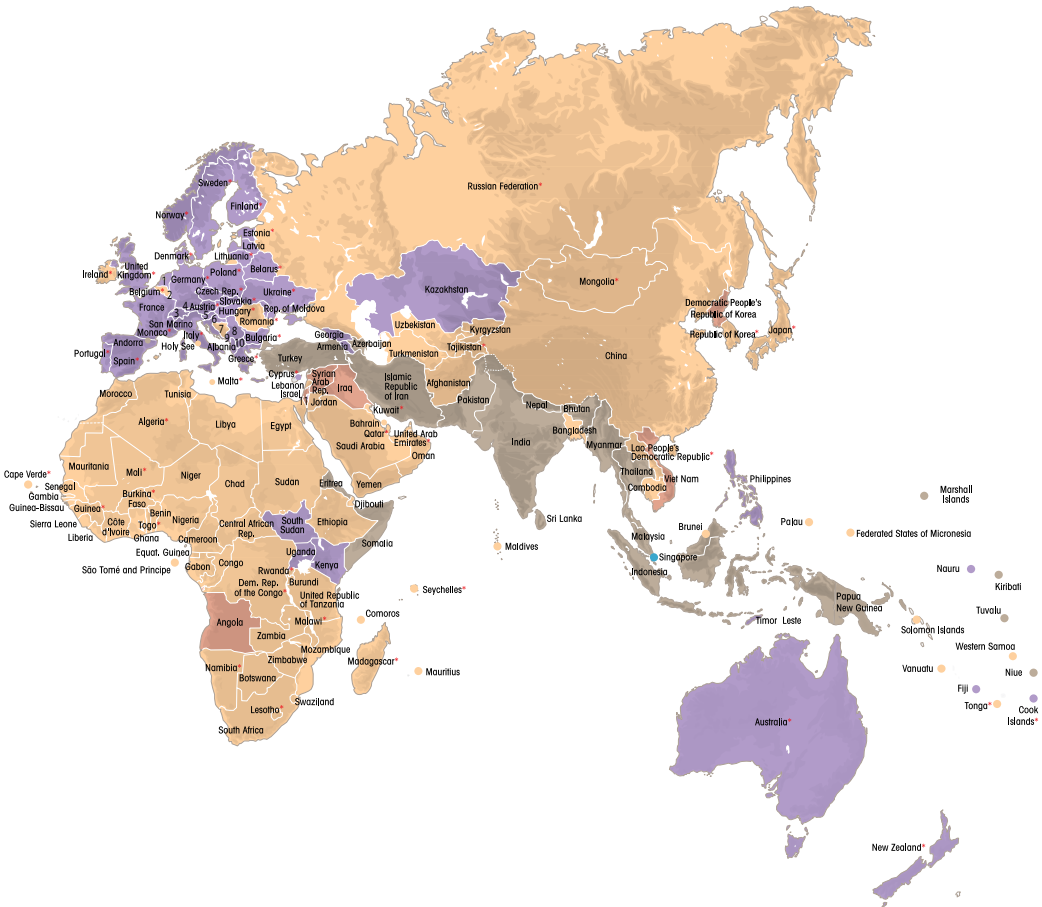 Russian Federation*
Sweden*
Finland*
Norway*
Estonia*
Latvia
Denmark*
Lithuania*
Ireland*
United
Kingdom*
1
Germany*
Poland*
Belarus
Belgium*
2
Czech Rep.*
Ukraine*
Slovakia*
France
4
Austria*
Hungary*
Rep. of Moldova
3
5
6
San Marino
Romania*
Monaco*
7
8
Italy*
9
Bulgaria*
Andorra
Holy See
Albania*
10
Portugal*
Spain*
Greece*
Kazakhstan
Mongolia*
Georgia
Armenia
Azerbaijan
Uzbekistan
Kyrgyzstan
Turkmenistan
Tajikistan*
China
Democratic People's
Republic of Korea
Republic of Korea*
Japan*
Turkey
Cyprus*
Malta*
Lebanon
Israel
Syrian
Arab
Rep.
Iraq
11
Jordan
Islamic
Republic
of Iran
Afghanistan
Pakistan
Kuwait*
Nepal
Bhutan
Bangladesh
India
Myanmar
Bahrain
Qatar*
United Arab
Emirates*
Saudi Arabia
Oman
Yemen
Morocco
Tunisia
Algeria*
Libya
Egypt
Cape Verde*
Mauritania
Mali*
Niger
Chad
Sudan
Eritrea
Senegal
Gambia
Guinea-Bissau
Guinea*
Burkina*
Faso
Benin
Djibouti
Sierra Leone
Côte
d'Ivoire
Togo*
Nigeria
Liberia
Ghana
Cameroon
Central African
Rep.
South
Sudan
Ethiopia
Somalia
Equat. Guinea
São Tomé and Principe
Gabon
Congo
Uganda
Kenya
Rwanda*
Dem. Rep.
of the Congo*
Burundi
United Republic
of Tanzania
Seychelles*
Angola
Malawi*
Comoros
Zambia
Mozambique
Zimbabwe
Madagascar*
Mauritius
Namibia*
Botswana
Swaziland
Lesotho*
South Africa
Lao People's
Democratic Republic*
Thailand
Viet Nam
Cambodia
Philippines
Sri Lanka
Maldives
Malaysia
Brunei
Singapore
Indonesia
Palau
Federated States of Micronesia
Marshall
Islands
Nauru
Kiribati
Papua
New Guinea
Timor Leste
Tuvalu
Solomon Islands
Western Samoa
Vanuatu
Niue
Fiji
Tonga*
Cook
Islands*
Australia*
New Zealand*